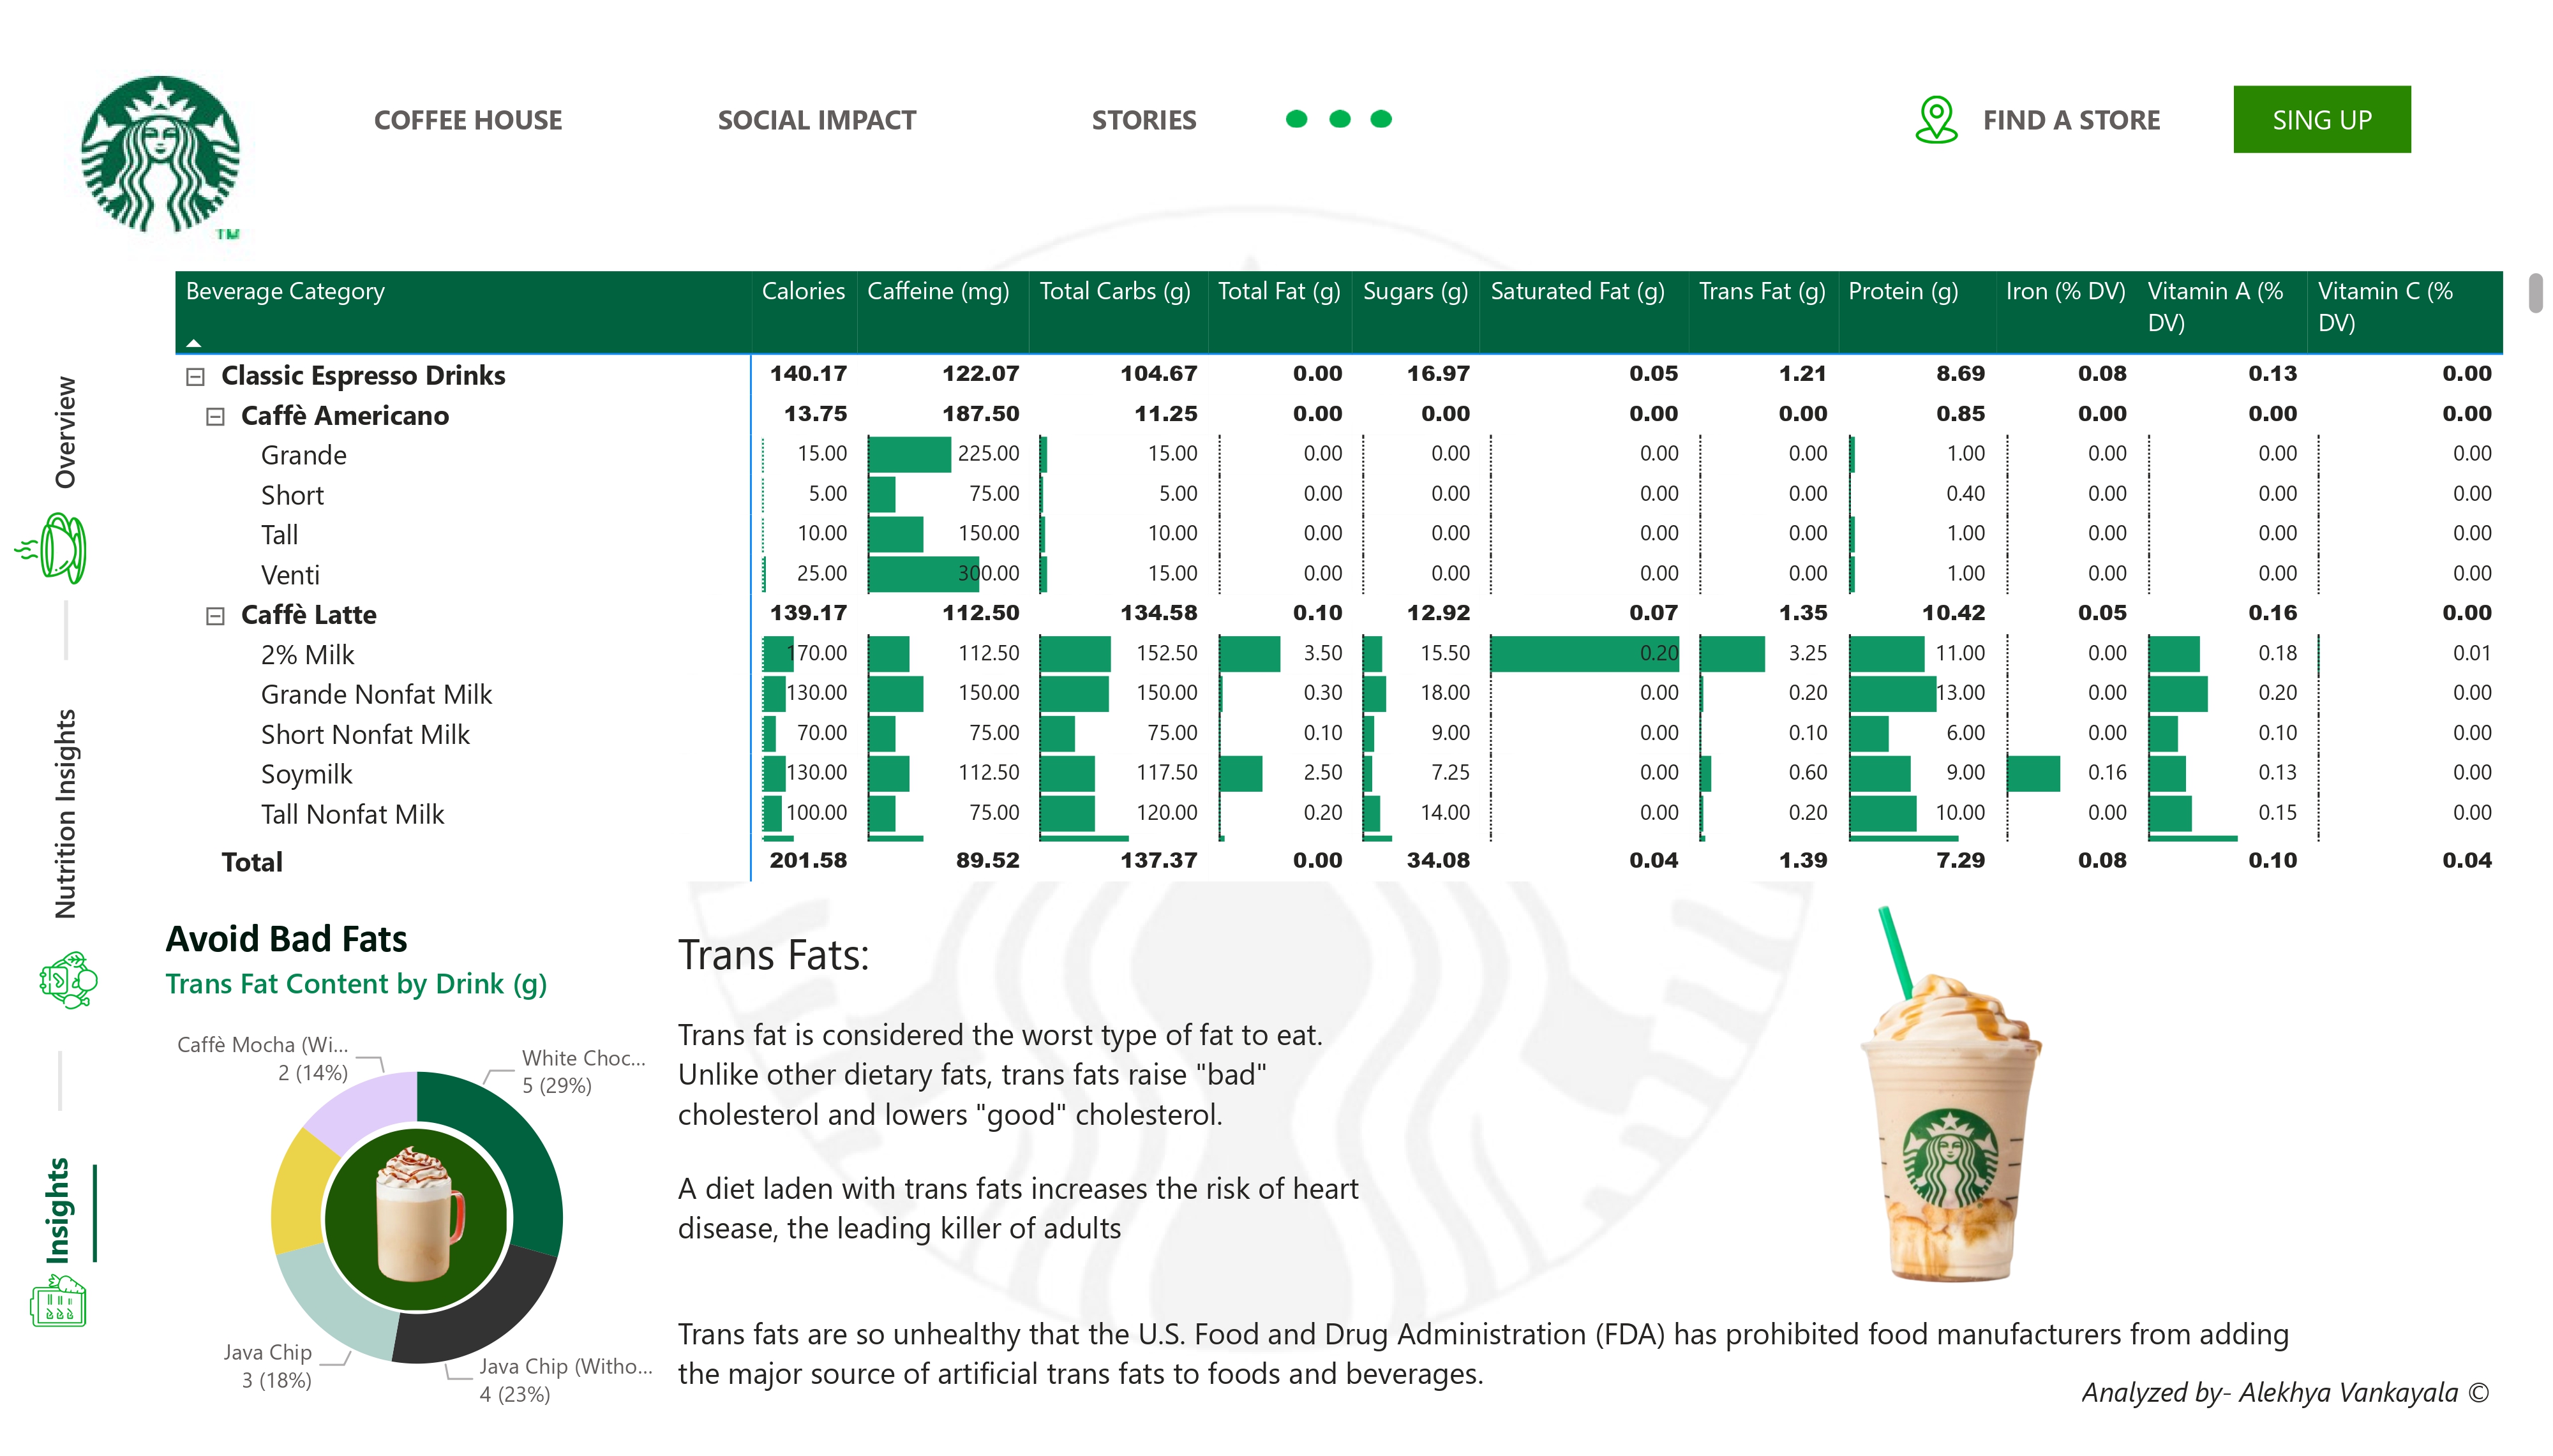 COFFEE HOUSE SOCIAL IMPACT STORIES FIND A STORE SING UP
TM
Beverage Category Calories Caffeine (mg) Total Carbs (g) Total Fat (g) Sugars (g) Saturated Fat (g) Trans Fat (g) Protein (g) Iron (% DV) Vitamin A (% DV) Vitamin C (% DV)
Classic Espresso Drinks 140.17 122.07 104.67 0.00 16.97 0.05 1.21 8.69 0.08 0.13 0.00
Caffè Americano 13.75 187.50 11.25 0.00 0.00 0.00 0.00 0.85 0.00 0.00 0.00
Grande 15.00 225.00 15.00 0.00 0.00 0.00 0.00 1.00 0.00 0.00 0.00
Short 5.00 75.00 5.00 0.00 0.00 0.00 0.00 0.40 0.00 0.00 0.00
Tall 10.00 150.00 10.00 0.00 0.00 0.00 0.00 1.00 0.00 0.00 0.00
Venti 25.00 300.00 15.00 0.00 0.00 0.00 0.00 1.00 0.00 0.00 0.00
Caffè Latte 139.17 112.50 134.58 0.10 12.92 0.07 1.35 10.42 0.05 0.16 0.00
2% Milk 170.00 112.50 152.50 3.50 15.50 0.20 3.25 11.00 0.00 0.18 0.01
Grande Nonfat Milk 130.00 150.00 150.00 0.30 18.00 0.00 0.20 13.00 0.00 0.20 0.00
Short Nonfat Milk 70.00 75.00 75.00 0.10 9.00 0.00 0.10 6.00 0.00 0.10 0.00
Soymilk 130.00 112.50 117.50 2.50 7.25 0.00 0.60 9.00 0.16 0.13 0.00
Tall Nonfat Milk 100.00 75.00 120.00 0.20 14.00 0.00 0.20 10.00 0.00 0.15 0.00
Total 201.58 89.52 137.37 0.00 34.08 0.04 1.39 7.29 0.08 0.10 0.04
Overview
Nutrition Insights
Insights
Avoid Bad Fats
Trans Fat Content by Drink (g)
Caffè Mocha (Wi...
2 (14%)
White Choc...
5 (29%)
Java Chip
3 (18%)
Java Chip (Witho...
4 (23%)
Trans Fats:
Trans fat is considered the worst type of fat to eat.
Unlike other dietary fats, trans fats raise "bad"
cholesterol and lowers "good" cholesterol.
A diet laden with trans fats increases the risk of heart
disease, the leading killer of adults
Trans fats are so unhealthy that the U.S. Food and Drug Administration (FDA) has prohibited food manufacturers from adding
the major source of artificial trans fats to foods and beverages.
Analyzed by- Alekhya Vankayala ©